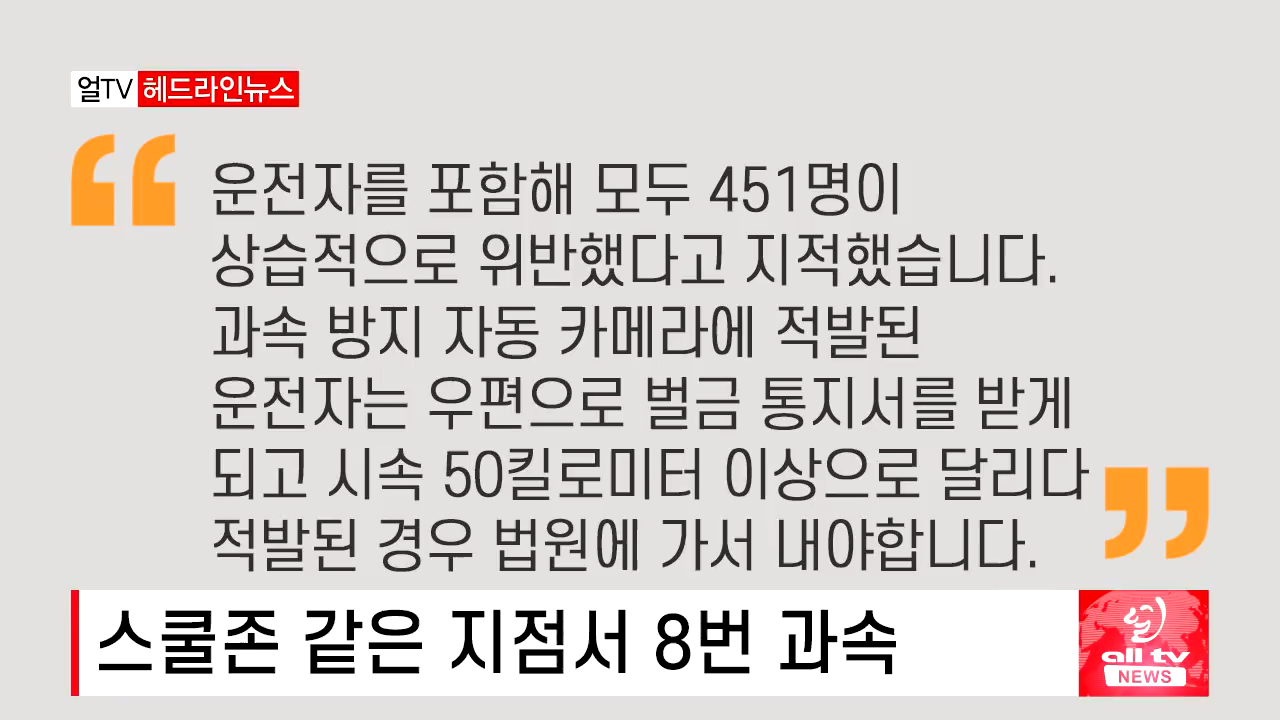 얼TV 헤드라인뉴스
운전자를 포함해 모두 451명이
상습적으로 위반했다고 지적했습니다.
과속 방지 자동 카메라에 적발된
운전자는 우편으로 벌금 통지서를 받게
되고 시속 50킬로미터 이상으로 달리다
적발된 경우 법원에 가서 내야합니다.
스쿨존 같은 지점서 8번 과속
얼
all tv
NEWS